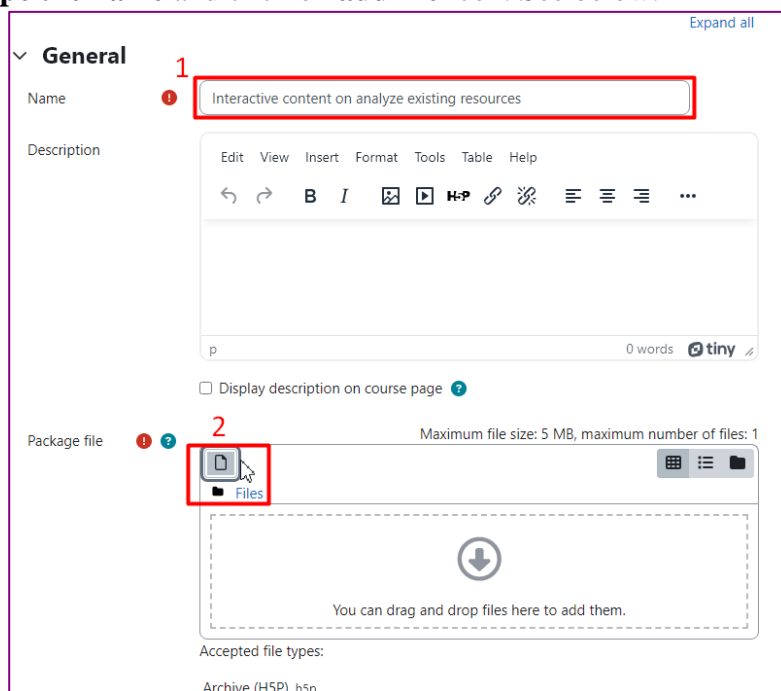 Expand all
General
1
Name
Interactive content on analyze existing resources
Description
Edit View Insert Format Tools Table Help
B I H5P
p 0 words tiny
Display description on course page ?
2
Package file ! ? Maximum file size: 5 MB, maximum number of files: 1
Files
You can drag and drop files here to add them.
Accepted file types:
Archive (H5P) .h5p